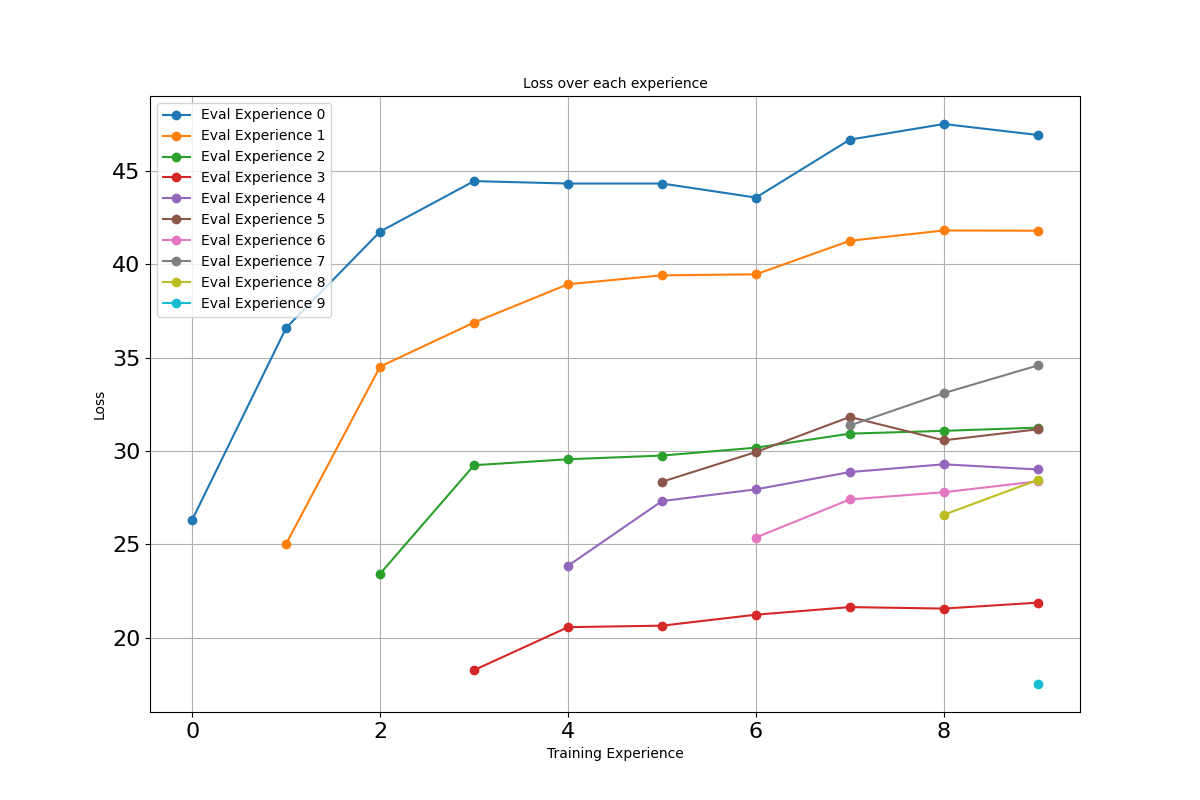 Loss over each experience
Eval Experience 0
Eval Experience 1
Eval Experience 2
Eval Experience 3
Eval Experience 4
Eval Experience 5
Eval Experience 6
Eval Experience 7
Eval Experience 8
Eval Experience 9
45
40
35
30
25
20
Loss
0 2 4 6 8
Training Experience